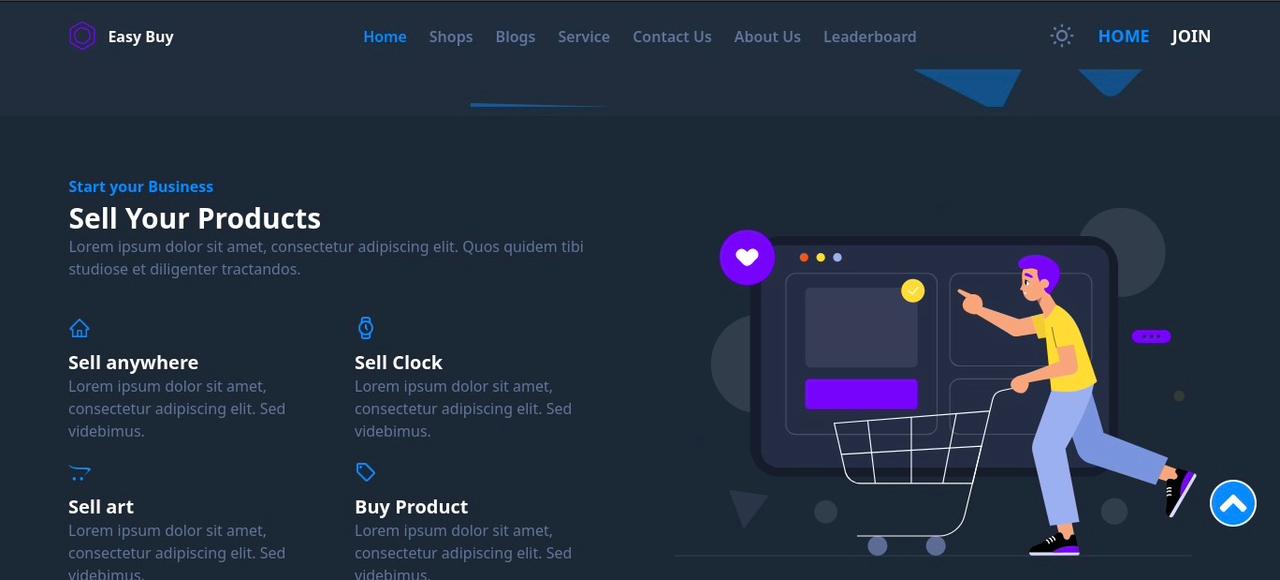 Easy Buy
Home Shops Blogs Service Contact Us About Us Leaderboard
HOME JOIN
Start your Business
Sell Your Products
Lorem ipsum dolor sit amet, consectetur adipiscing elit. Quos quidem tibi
studiose et diligenter tractandos.
Sell anywhere
Lorem ipsum dolor sit amet,
consectetur adipiscing elit. Sed
videbimus.
Sell Clock
Lorem ipsum dolor sit amet,
consectetur adipiscing elit. Sed
videbimus.
Sell art
Lorem ipsum dolor sit amet,
consectetur adipiscing elit. Sed
videbimus.
Buy Product
Lorem ipsum dolor sit amet,
consectetur adipiscing elit. Sed
videbimus.